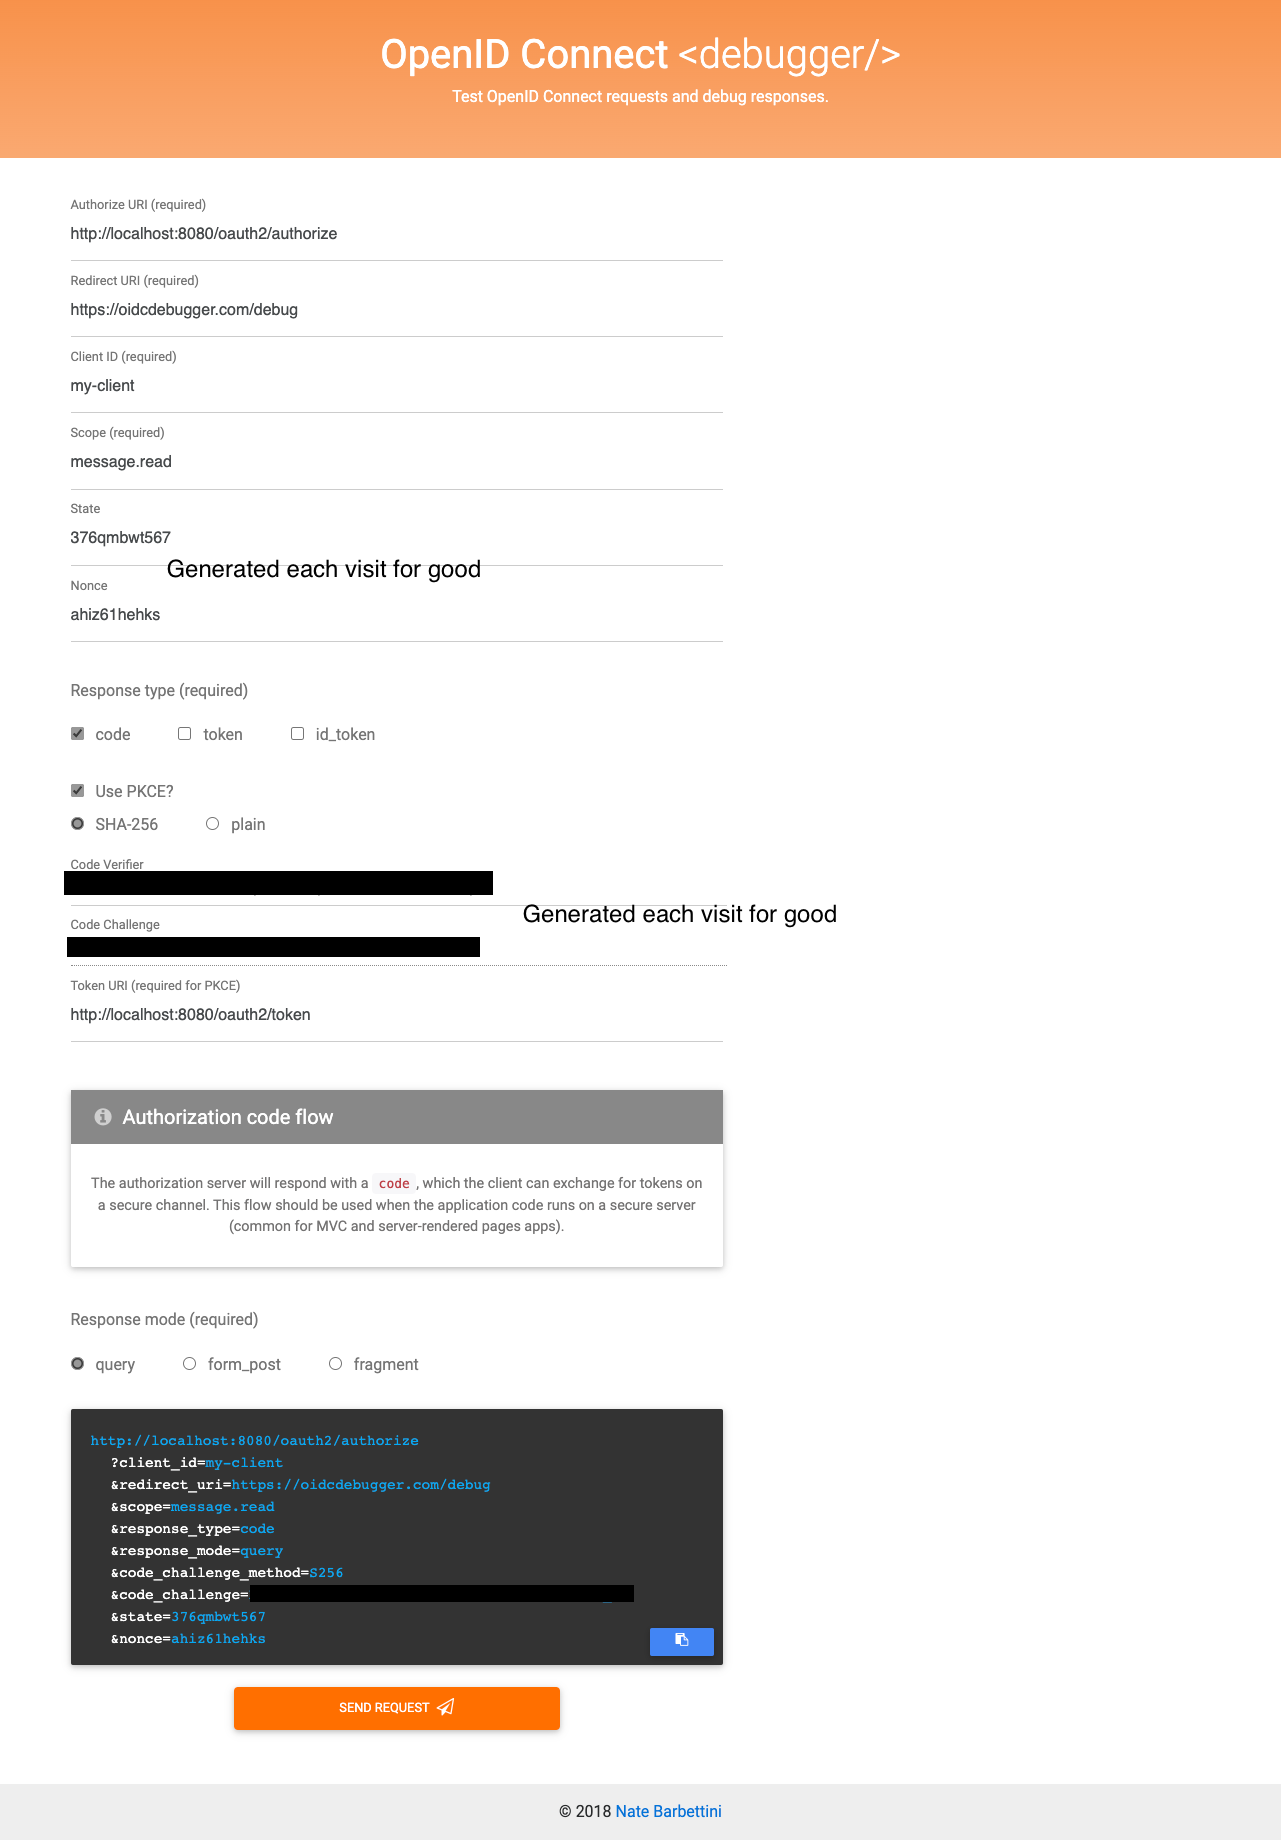 OpenID Connect <debugger/>
Test OpenID Connect requests and debug responses.
Authorize URI (required)
http://localhost:8080/oauth2/authorize
Redirect URI (required)
https://oidcdebugger.com/debug
Client ID (required)
my-client
Scope (required)
message.read
State
376qmbwt567
Generated each visit for good
Nonce
ahiz61hehks
Response type (required)
code token id_token
Use PKCE?
SHA-256 plain
Code Verifier
Generated each visit for good
Code Challenge
Token URI (required for PKCE)
http://localhost:8080/oauth2/token
Authorization code flow
The authorization server will respond with a code, which the client can exchange for tokens on
a secure channel. This flow should be used when the application code runs on a secure server
(common for MVC and server-rendered pages apps).
Response mode (required)
query form_post fragment
http://localhost:8080/oauth2/authorize
?client_id=my-client
&redirect_uri=https://oidcdebugger.com/debug
&scope=message.read
&response_type=code
&response_mode=query
&code_challenge_method=S256
&code_challenge=
&state=376qmbwt567
&nonce=ahiz61hehks
SEND REQUEST
© 2018 Nate Barbettini